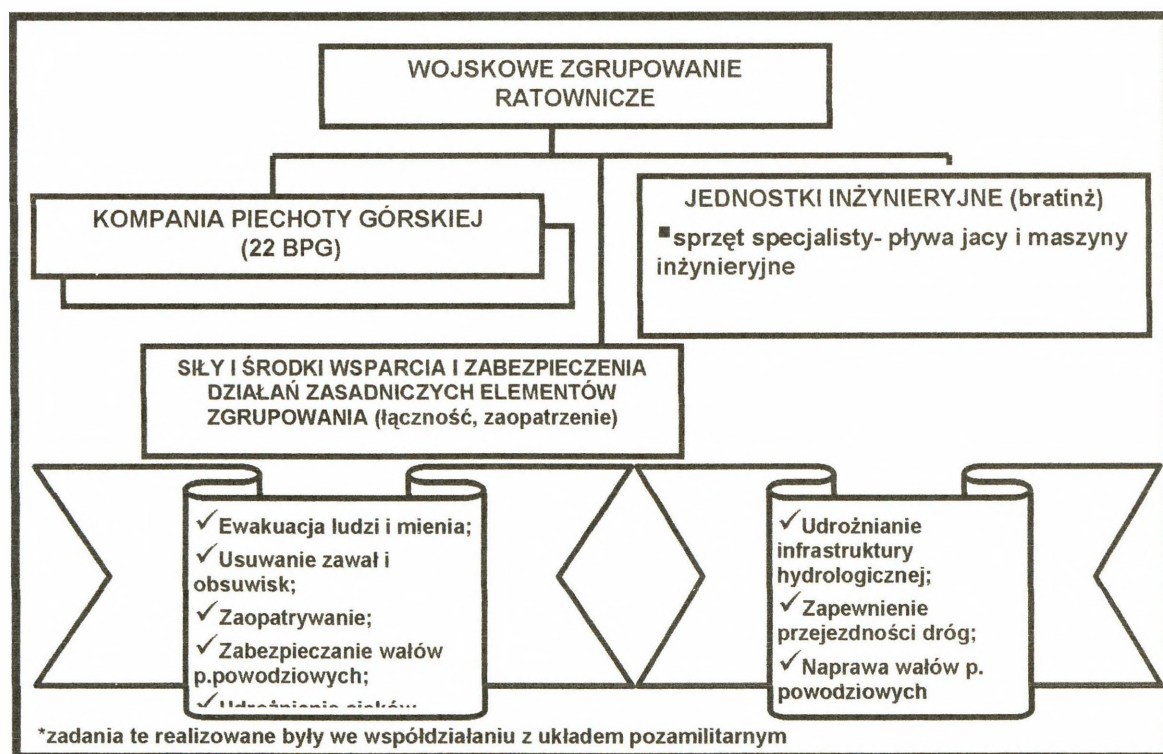 WOJSKOWE ZGRUPOWANIE
RATOWNICZE
KOMPANIA PIECHOTY GÓRSKIEJ
(22 BPG)
JEDNOSTKI INŻYNIERYJNE (bratinż)
▪sprzęt specjalisty- pływa jacy i maszyny
inżynieryjne
SIŁY I ŚRODKI WSPARCIA I ZABEZPIECZENIA
DZIAŁAŃ ZASADNICZYCH ELEMENTÓW
ZGRUPOWANIA (łączność, zaopatrzenie)
✓Ewakuacja ludzi i mienia;
✓Usuwanie zawał i
obsuwisk;
✓Zaopatrywanie;
✓Zabezpieczanie wałów
p.powodziowych;
✓Udrożnianie
infrastruktury
hydrologicznej;
✓Zapewnienie
przejezdności dróg;
✓Naprawa wałów p.
powodziowych
*zadania te realizowane były we współdziałaniu z układem pozamilitarnym